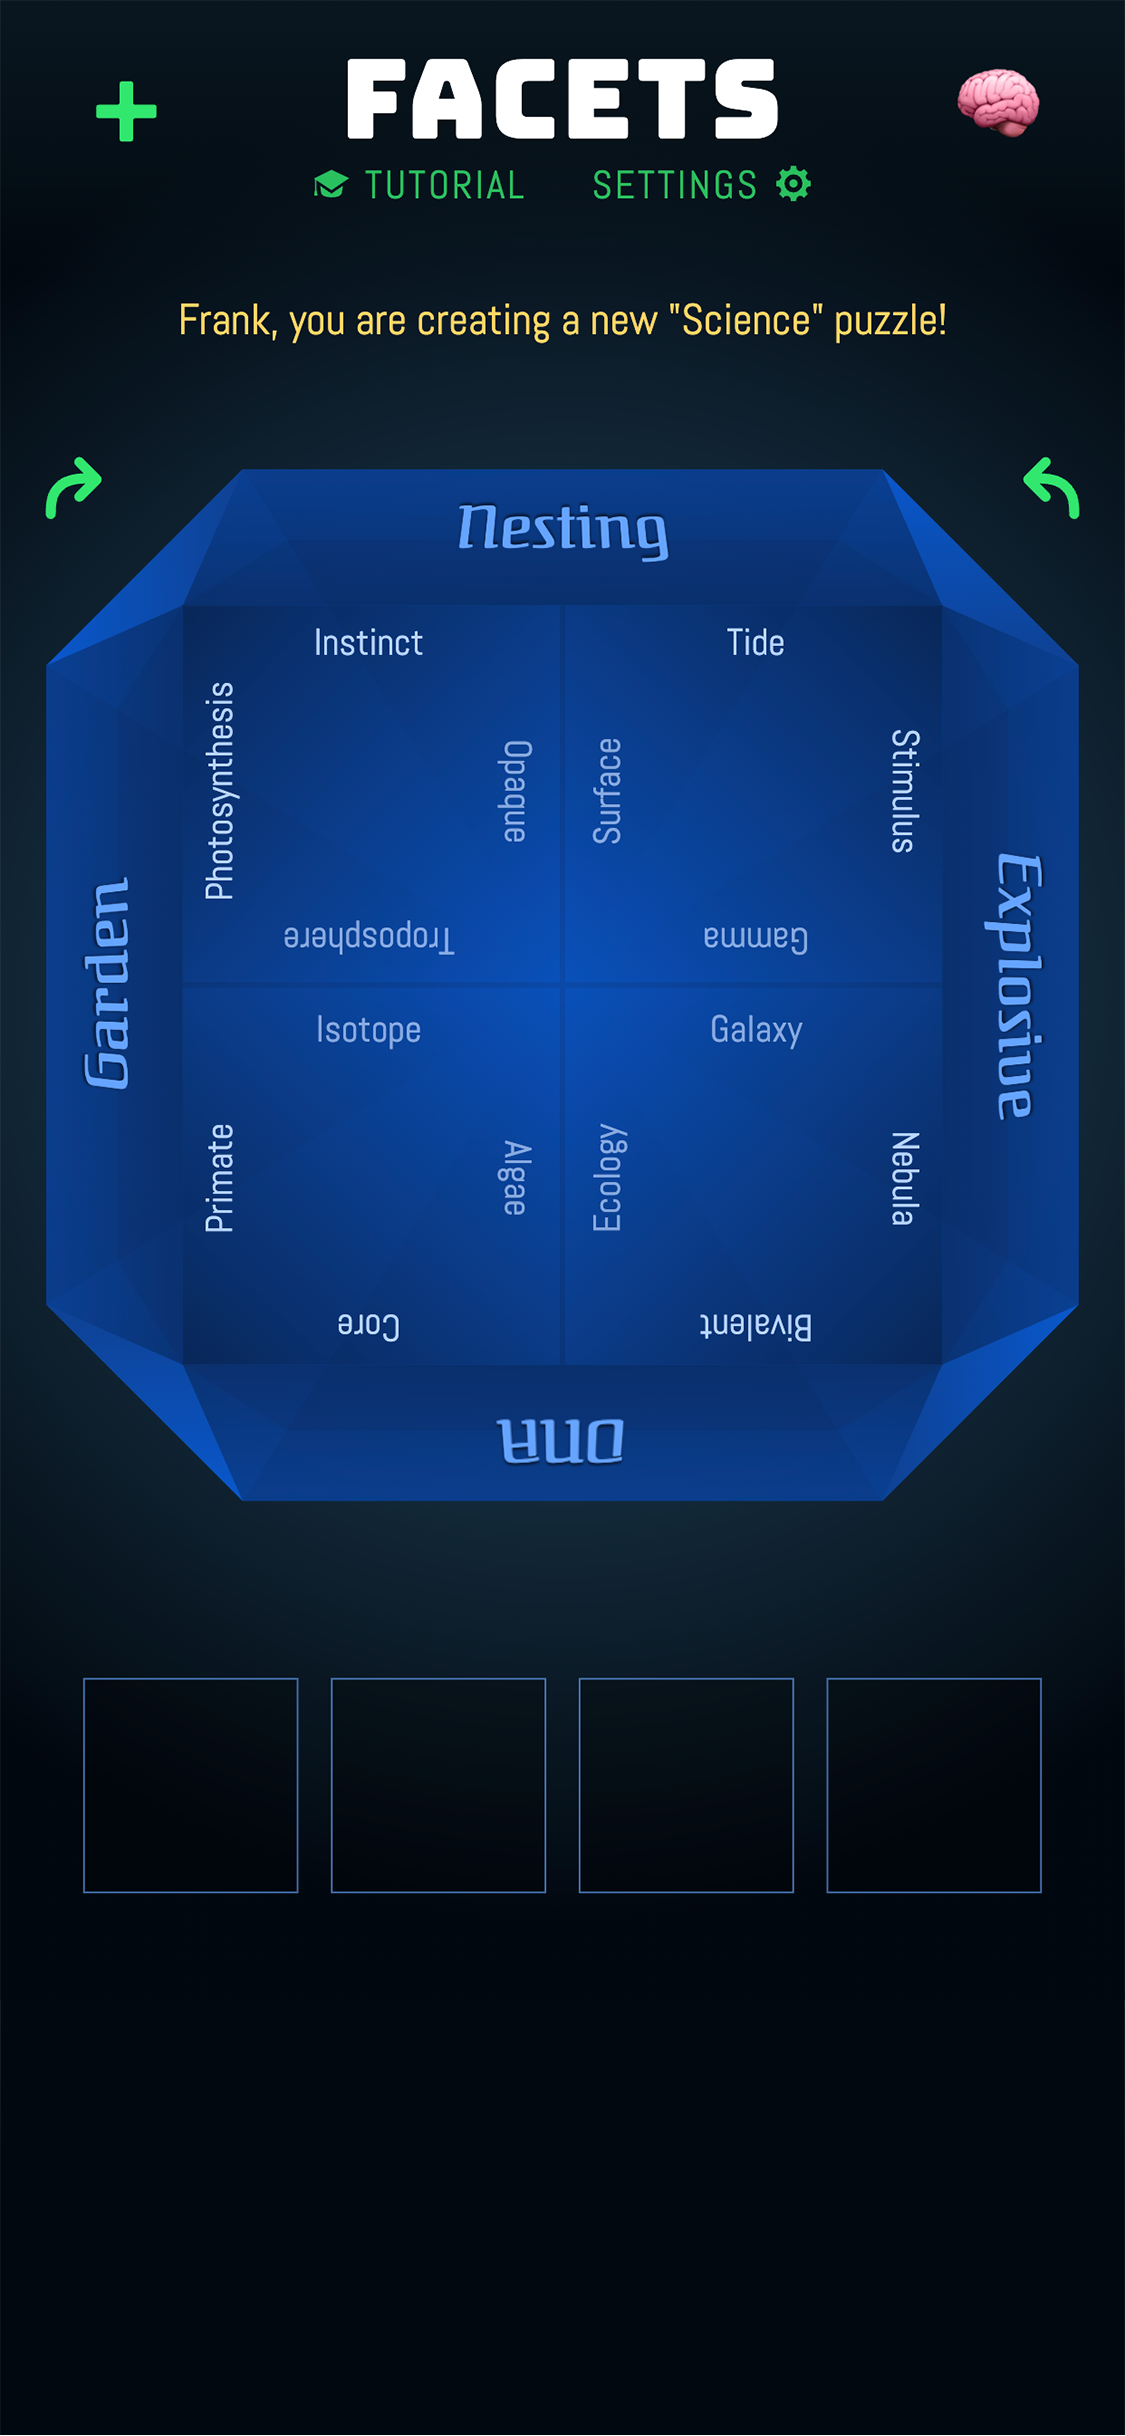 FACETS
TUTORIAL
SETTINGS
Frank, you are creating a new "Science" puzzle!
Nesting
Instinct
Tide
Photosynthesis
Opaque
Surface
Stimulus
Troposphere
Gamma
Garden
Explosive
Isotope
Galaxy
Primate
Algae
Ecology
Nebula
Core
Bivalent
DNA